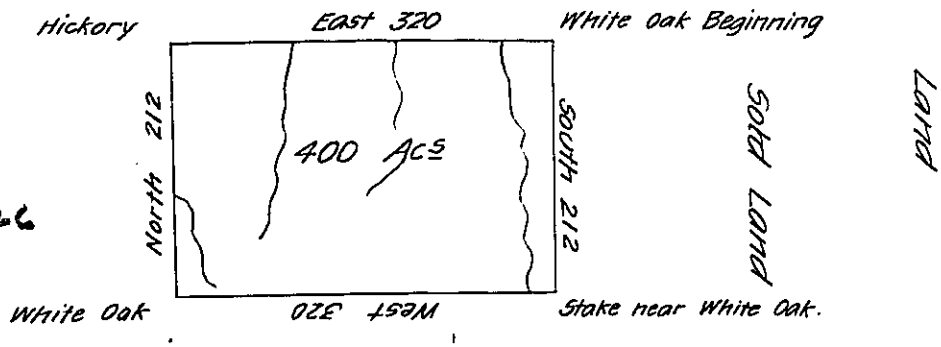 Hickory
East 320
White Oak Beginning
North 212
400 Acs
South 212
Sold Land
Land
White Oak
West 320
Stake near White Oak.